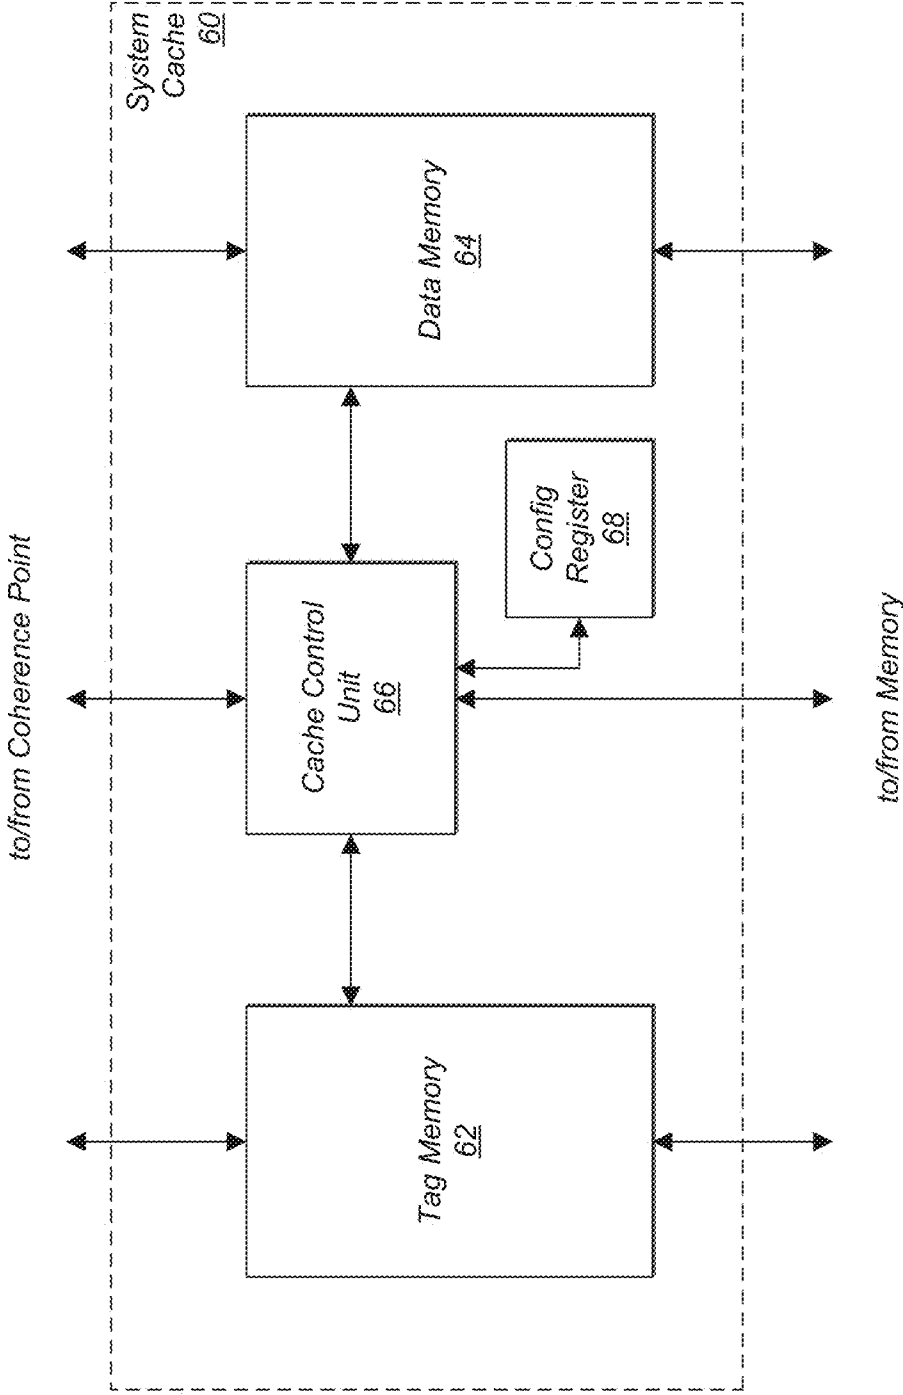 to/from Coherence Point
System
Cache
60
Tag Memory
62
Cache Control
Unit
66
Data Memory
64
Config
Register
68
to/from Memory